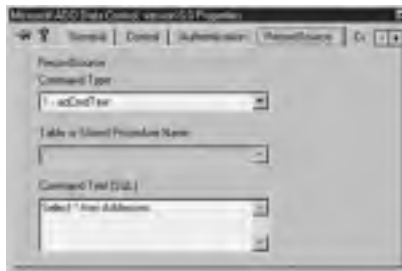 Microsoft ADO Data Control, version 6.0 Properties
General Control Authentication RecordSource
RecordSource
Command Type
1 - adCmdText
Table or Stored Procedure Name
Command Text (SQL)
Select * from Addresses